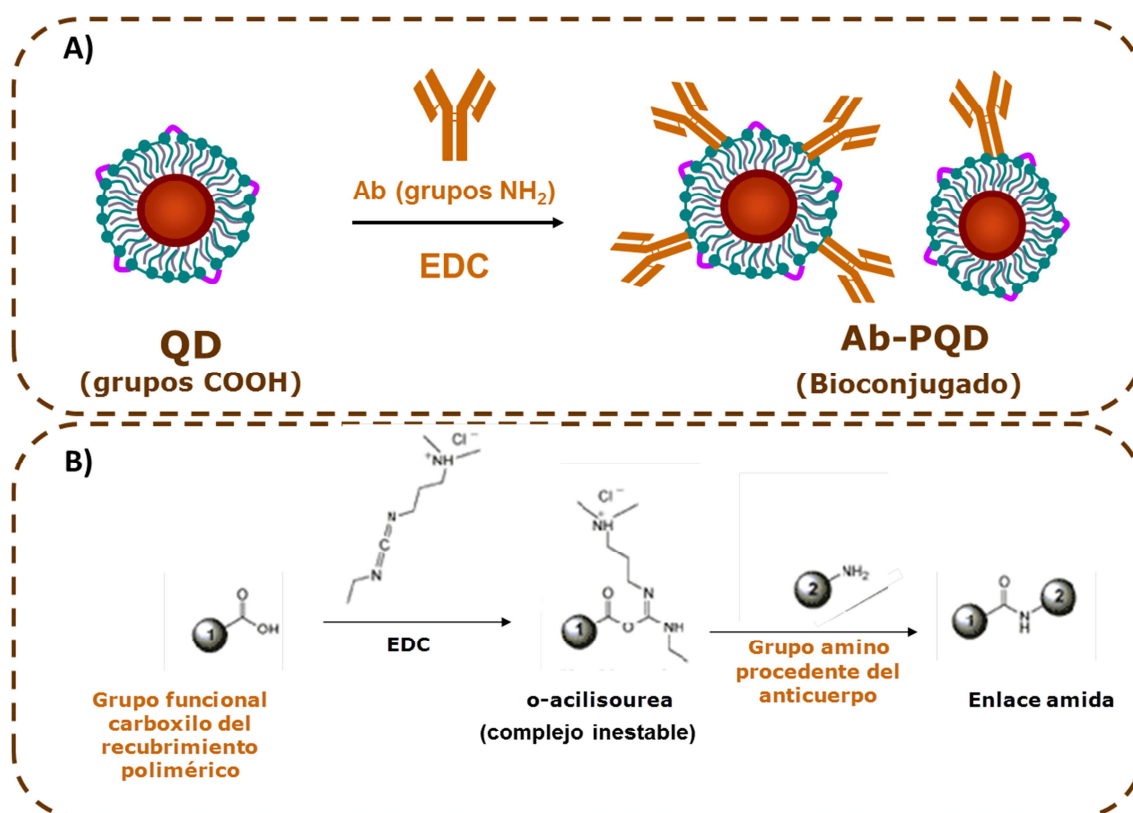 A)
Ab (grupos NH₂)
EDC
QD
(grupos COOH)
Ab-PQD
(Bioconjugado)
B)
Cl⁻
⁺NH
N
C
N
O
OH
1
EDC
Grupo funcional
carboxilo del
recubrimiento
polimérico
Cl⁻
⁺NH
N
O
O
NH
1
o-acilisourea
(complejo inestable)
2
NH₂
Grupo amino
procedente del
anticuerpo
O
N
H
1
2
Enlace amida